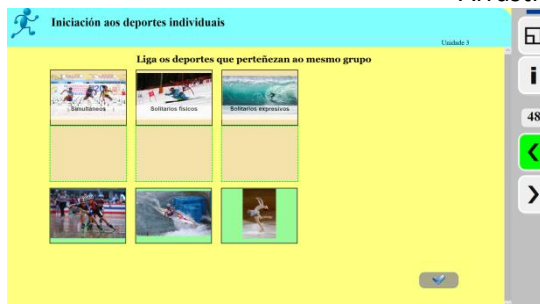 Iniciación aos deportes individuais
Unidade 3
Liga os deportes que perteñezan ao mesmo grupo
Simultáneos
Solitarios físicos
Solitarios expresivos
48